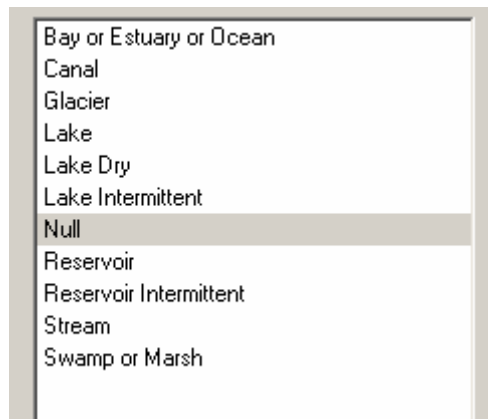 Bay or Estuary or Ocean
Canal
Glacier
Lake
Lake Dry
Lake Intermittent
Null
Reservoir
Reservoir Intermittent
Stream
Swamp or Marsh